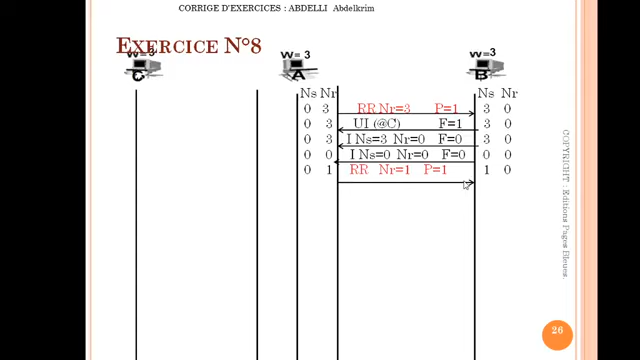 CORRIGE D'EXERCICES : ABDELLI Abdelkrim
EXERCICE N°8
W= 3
W= 3
W=3
C
A
B
Ns Nr
Ns Nr
0 3 RR Nr=3 P=1 3 0
0 3 UI (@C) F=1 3 0
0 3 I Ns=3 Nr=0 F=0 3 0
0 0 I Ns=0 Nr=0 F=0 0 0
0 1 RR Nr=1 P=1 1 0
COPYRIGHT : Editions Pages Bleues.
26